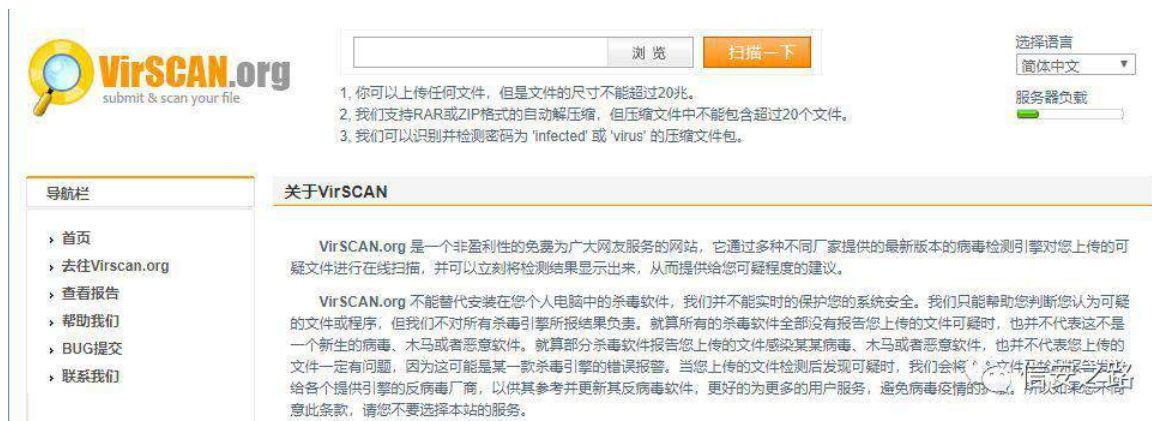 VirSCAN.org
submit & scan your file
浏 览
扫描一下
选择语言
简体中文
服务器负载
1, 你可以上传任何文件，但是文件的尺寸不能超过20兆。
2, 我们支持RAR或ZIP格式的自动解压缩，但压缩文件中不能包含超过20个文件。
3, 我们可以识别并检测密码为 'infected' 或 'virus' 的压缩文件包。
导航栏
首页
去往Virscan.org
查看报告
帮助我们
BUG提交
联系我们
关于VirSCAN
VirSCAN.org 是一个非盈利性的免费为广大网友服务的网站，它通过多种不同厂家提供的最新版本的病毒检测引擎对您上传的可
疑文件进行在线扫描，并可以立刻将检测结果显示出来，从而提供给您可疑程度的建议。
VirSCAN.org 不能替代安装在您个人电脑中的杀毒软件，我们并不能实时的保护您的系统安全。我们只能帮助您判断您认为可疑
的文件或程序，但我们不对所有杀毒引擎所报结果负责。就算所有的杀毒软件全部没有报告您上传的文件可疑时，也并不代表这不是
一个新生的病毒、木马或者恶意软件。就算部分杀毒软件报告您上传的文件感染某某病毒、木马或者恶意软件，也并不代表您上传的
文件一定有问题，因为这可能是某一款杀毒引擎的错误报警。当您上传的文件检测后发现可疑时，我们会将
给各个提供引擎的反病毒厂商，以供其参考并更新其反病毒软件，更好的为更多的用户服务，避免病毒疫情的
意此条款，请您不要选择本站的服务。
信安之路